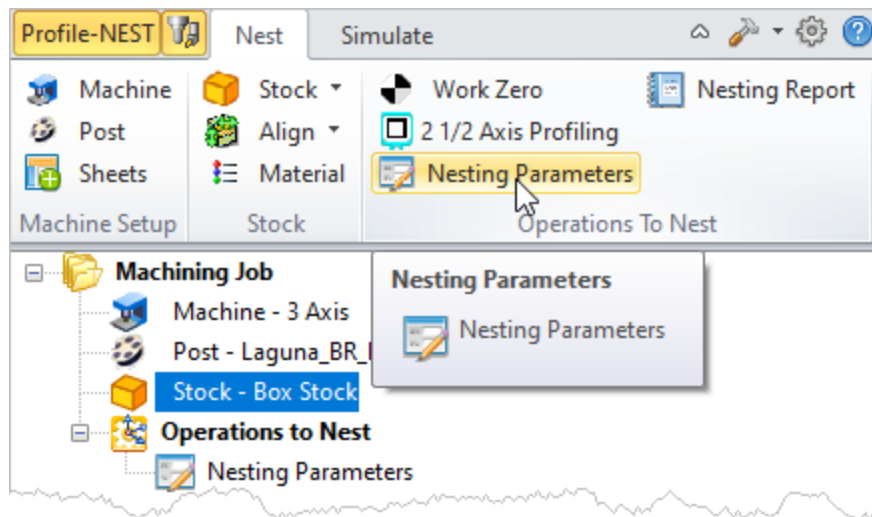 Profile-NEST Nest Simulate
Machine Stock Work Zero Nesting Report
Post Align 2 1/2 Axis Profiling
Sheets Material Nesting Parameters
Machine Setup Stock Operations To Nest
Machining Job
Nesting Parameters
Machine - 3 Axis
Nesting Parameters
Post - Laguna_BR_
Stock - Box Stock
Operations to Nest
Nesting Parameters